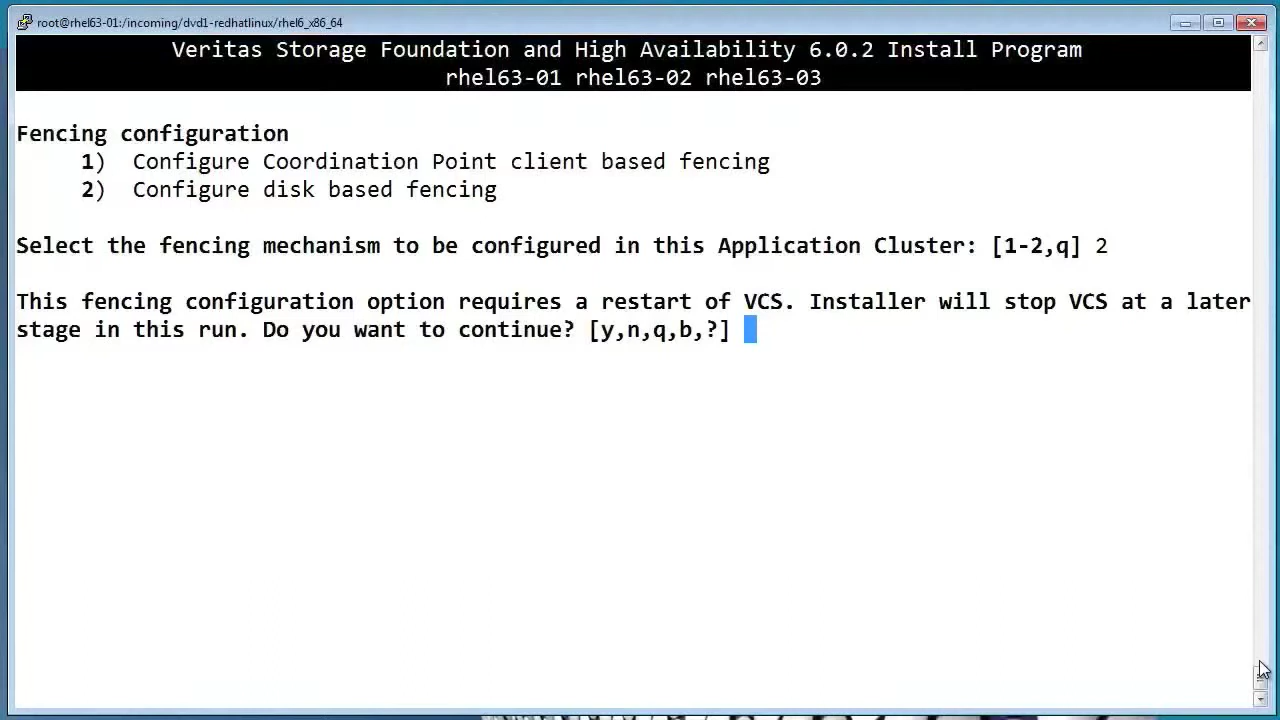 root@rhel63-01:/incoming/dvd1-redhatlinux/rhel6_x86_64
Veritas Storage Foundation and High Availability 6.0.2 Install Program
rhel63-01 rhel63-02 rhel63-03
Fencing configuration
1)  Configure Coordination Point client based fencing
2)  Configure disk based fencing
Select the fencing mechanism to be configured in this Application Cluster: [1-2,q] 2
This fencing configuration option requires a restart of VCS. Installer will stop VCS at a later
stage in this run. Do you want to continue? [y,n,q,b,?]